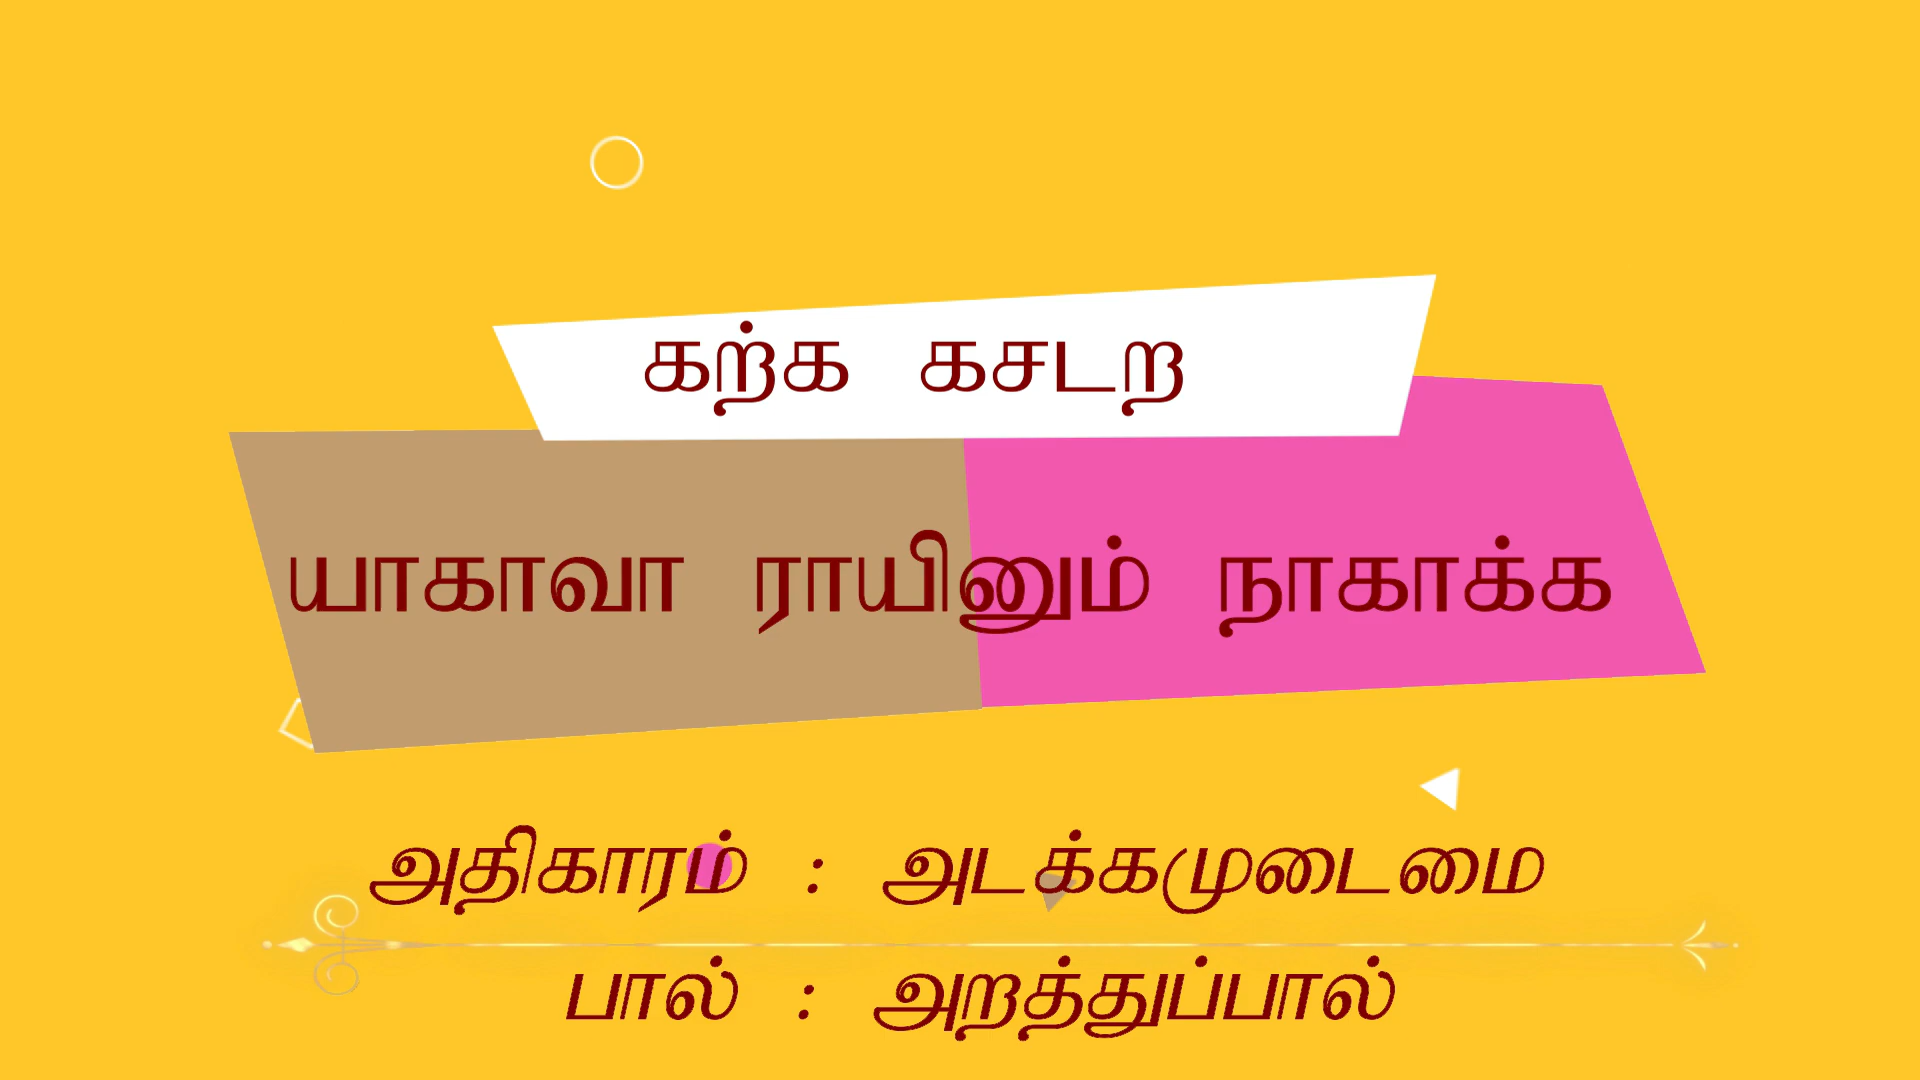 கற்க கசடற
யாகாவா ராயினும் நாகாக்க
அதிகாரம் : அடக்கமுடைமை
பால் : அறத்துப்பால்